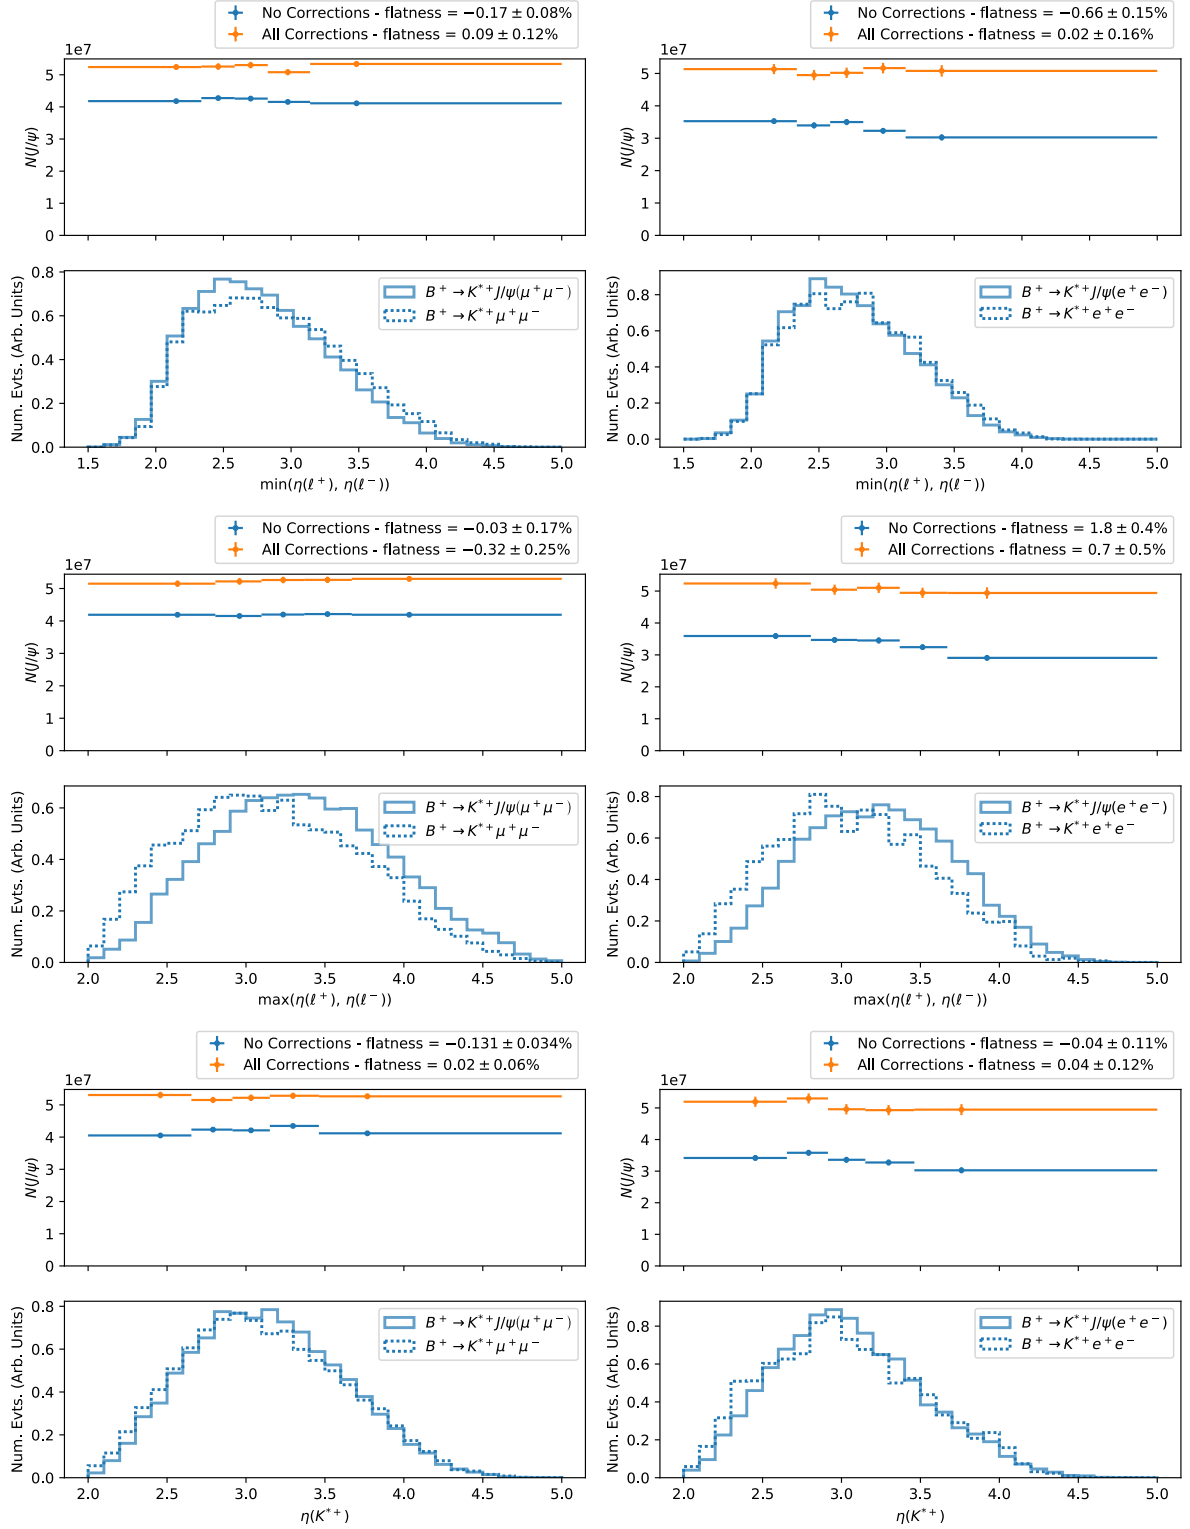 No Corrections - flatness = −0.17 ± 0.08%
All Corrections - flatness = 0.09 ± 0.12%
1e7
N(J/ψ)
5
4
3
2
1
0
No Corrections - flatness = −0.66 ± 0.15%
All Corrections - flatness = 0.02 ± 0.16%
1e7
N(J/ψ)
5
4
3
2
1
0
Num. Evts. (Arb. Units)
0.8
0.6
0.4
0.2
0.0
B⁺ → K*⁺J/ψ(μ⁺μ⁻)
B⁺ → K*⁺μ⁺μ⁻
1.5 2.0 2.5 3.0 3.5 4.0 4.5 5.0
min(η(ℓ⁺), η(ℓ⁻))
Num. Evts. (Arb. Units)
0.8
0.6
0.4
0.2
0.0
B⁺ → K*⁺J/ψ(e⁺e⁻)
B⁺ → K*⁺e⁺e⁻
1.5 2.0 2.5 3.0 3.5 4.0 4.5 5.0
min(η(ℓ⁺), η(ℓ⁻))
No Corrections - flatness = −0.03 ± 0.17%
All Corrections - flatness = −0.32 ± 0.25%
1e7
N(J/ψ)
5
4
3
2
1
0
No Corrections - flatness = 1.8 ± 0.4%
All Corrections - flatness = 0.7 ± 0.5%
1e7
N(J/ψ)
5
4
3
2
1
0
Num. Evts. (Arb. Units)
0.6
0.4
0.2
0.0
B⁺ → K*⁺J/ψ(μ⁺μ⁻)
B⁺ → K*⁺μ⁺μ⁻
2.0 2.5 3.0 3.5 4.0 4.5 5.0
max(η(ℓ⁺), η(ℓ⁻))
Num. Evts. (Arb. Units)
0.8
0.6
0.4
0.2
0.0
B⁺ → K*⁺J/ψ(e⁺e⁻)
B⁺ → K*⁺e⁺e⁻
2.0 2.5 3.0 3.5 4.0 4.5 5.0
max(η(ℓ⁺), η(ℓ⁻))
No Corrections - flatness = −0.131 ± 0.034%
All Corrections - flatness = 0.02 ± 0.06%
1e7
N(J/ψ)
5
4
3
2
1
0
No Corrections - flatness = −0.04 ± 0.11%
All Corrections - flatness = 0.04 ± 0.12%
1e7
N(J/ψ)
5
4
3
2
1
0
Num. Evts. (Arb. Units)
0.8
0.6
0.4
0.2
0.0
B⁺ → K*⁺J/ψ(μ⁺μ⁻)
B⁺ → K*⁺μ⁺μ⁻
2.0 2.5 3.0 3.5 4.0 4.5 5.0
η(K*⁺)
Num. Evts. (Arb. Units)
0.8
0.6
0.4
0.2
0.0
B⁺ → K*⁺J/ψ(e⁺e⁻)
B⁺ → K*⁺e⁺e⁻
2.0 2.5 3.0 3.5 4.0 4.5 5.0
η(K*⁺)